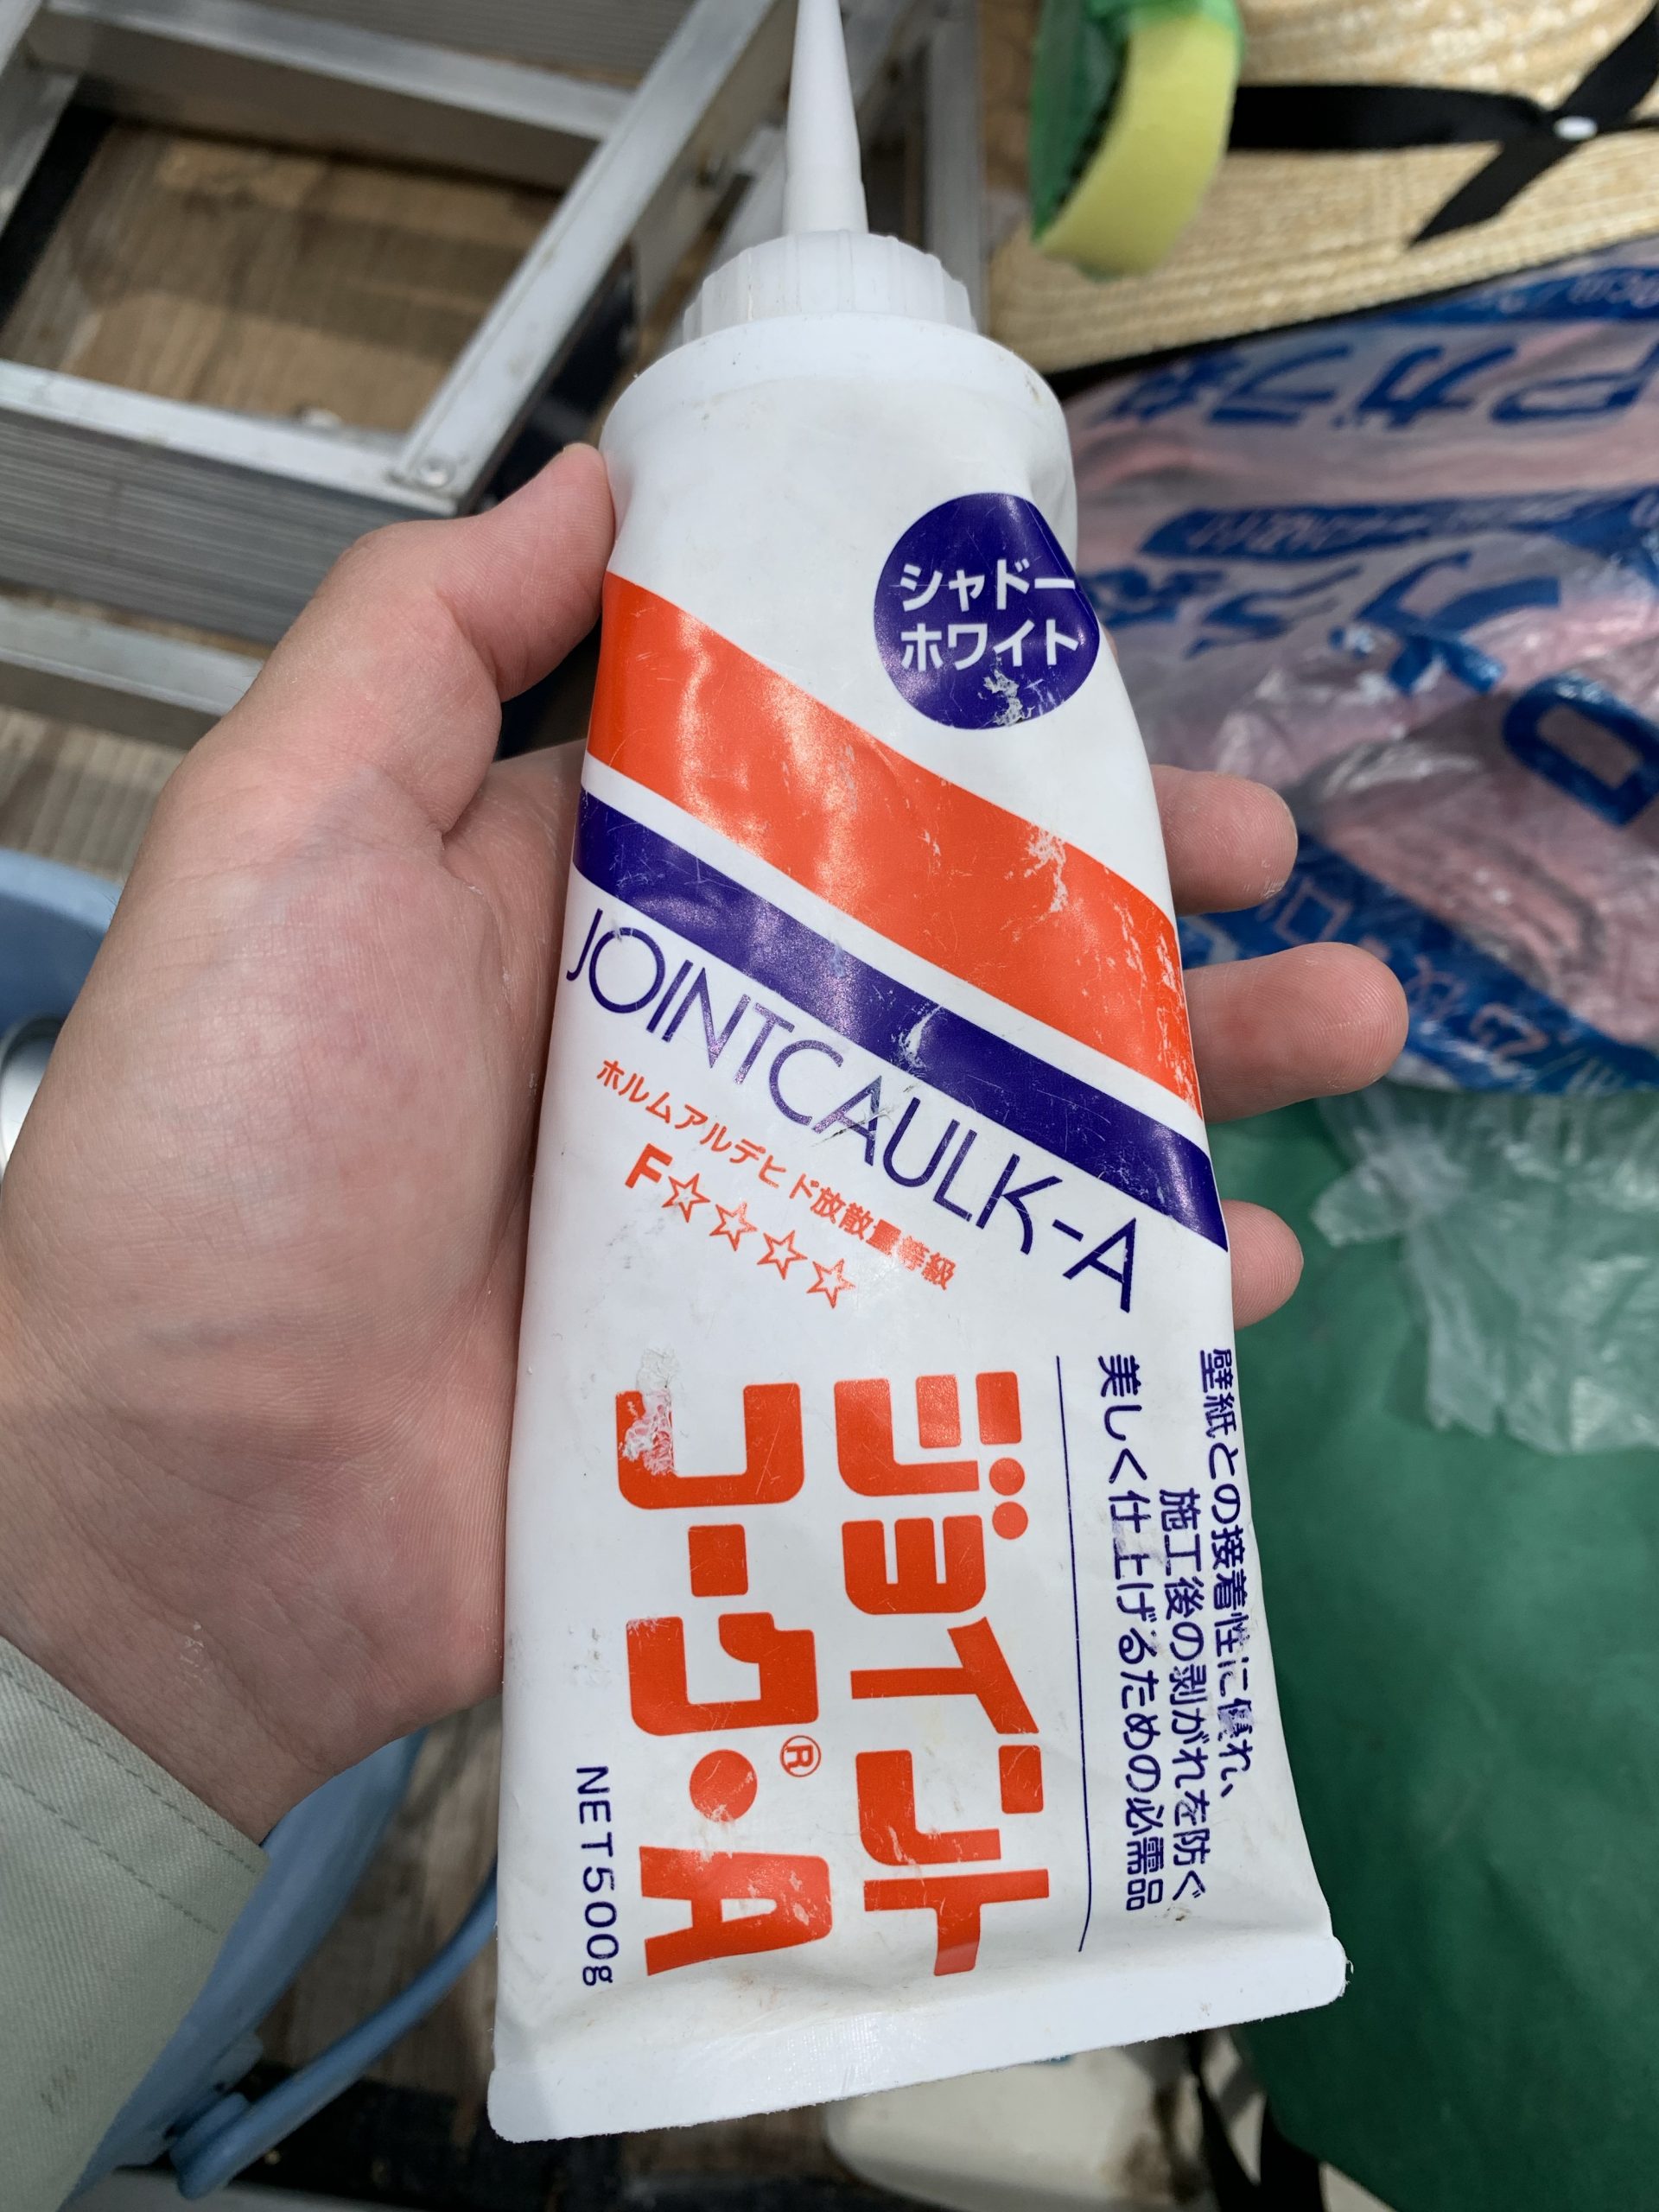 シャドー
ホワイト
JOINTCAULK-A
ホルムアルデヒド放散量等級
F☆☆☆☆
壁紙との接着性に優れ、
施工後の剥がれを防ぐ
美しく仕上げるための必需品
ジョイント
コーク®・A
NET500g